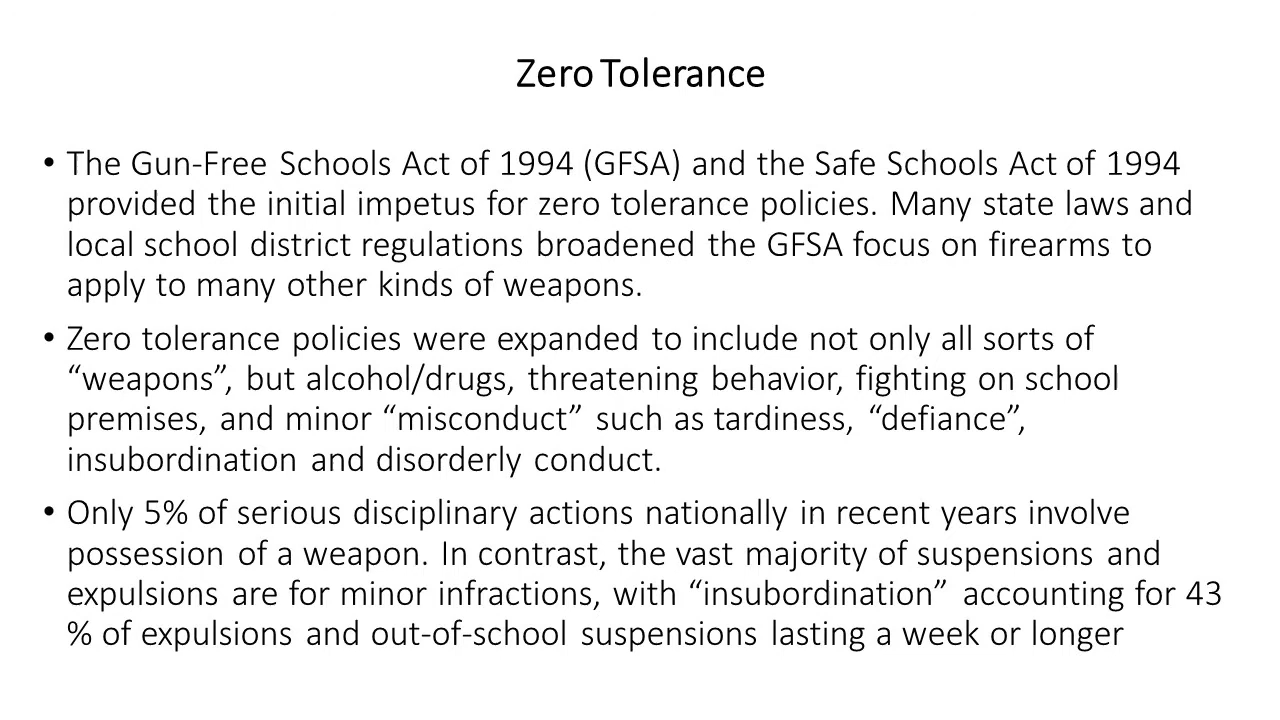 Zero Tolerance
• The Gun-Free Schools Act of 1994 (GFSA) and the Safe Schools Act of 1994
provided the initial impetus for zero tolerance policies. Many state laws and
local school district regulations broadened the GFSA focus on firearms to
apply to many other kinds of weapons.
• Zero tolerance policies were expanded to include not only all sorts of
“weapons”, but alcohol/drugs, threatening behavior, fighting on school
premises, and minor “misconduct” such as tardiness, “defiance”,
insubordination and disorderly conduct.
• Only 5% of serious disciplinary actions nationally in recent years involve
possession of a weapon. In contrast, the vast majority of suspensions and
expulsions are for minor infractions, with “insubordination” accounting for 43
% of expulsions and out-of-school suspensions lasting a week or longer